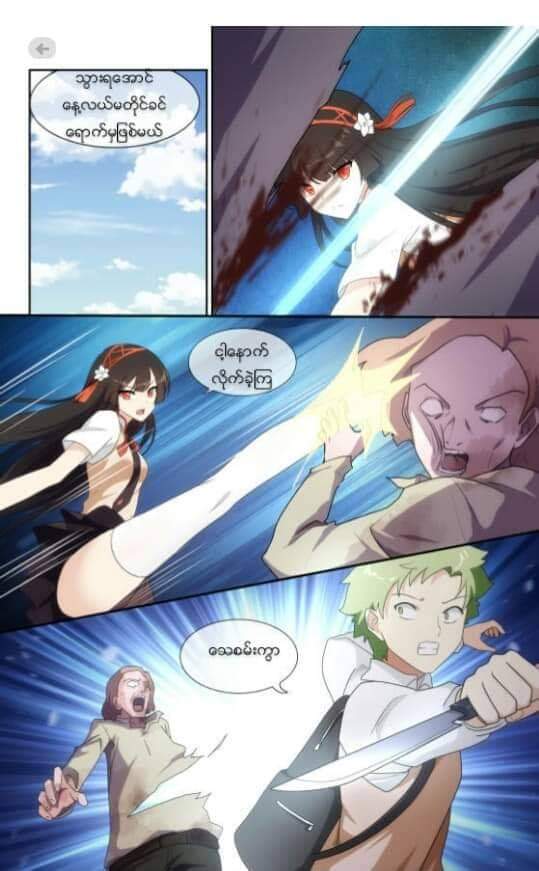 သွားရအောင်
နေ့လယ်မတိုင်ခင်
ရောက်မှဖြစ်မယ်
ငါ့နောက်
လိုက်ခဲ့ကြ
သေစမ်းကွာ